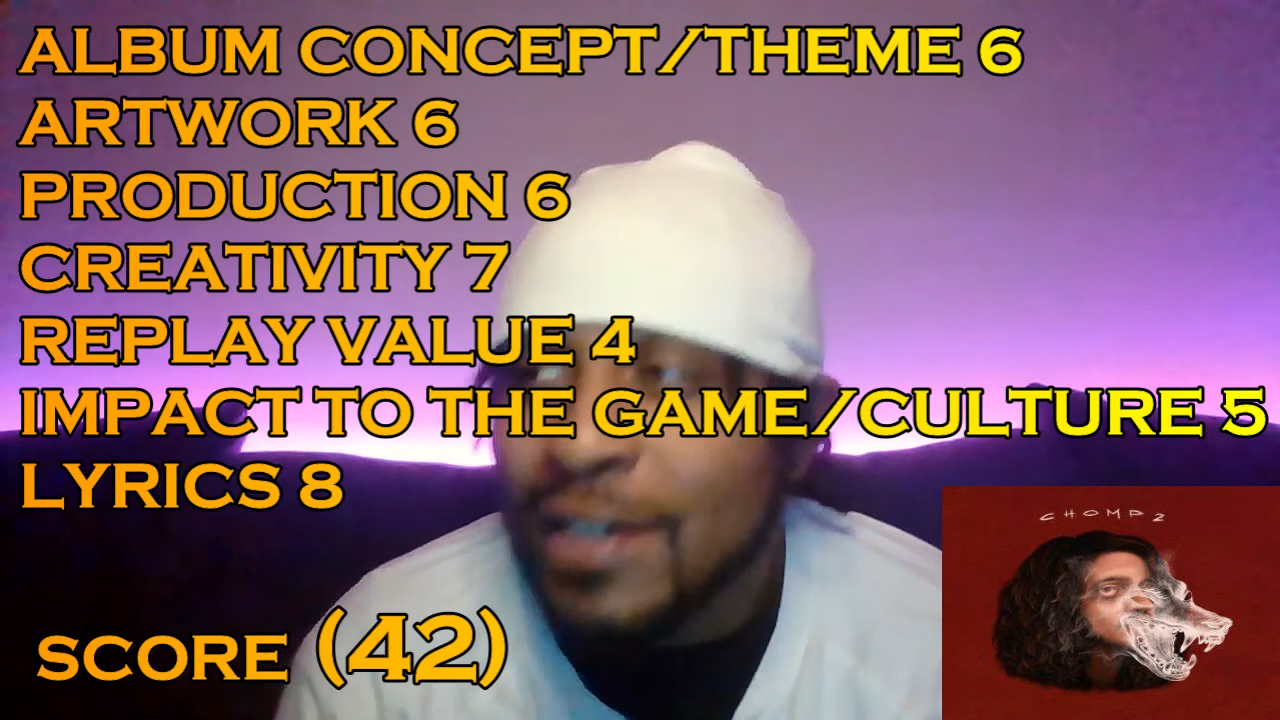 ALBUM CONCEPT/THEME 6
ARTWORK 6
PRODUCTION 6
CREATIVITY 7
REPLAY VALUE 4
IMPACT TO THE GAME/CULTURE 5
LYRICS 8
CHOMP 2
SCORE (42)